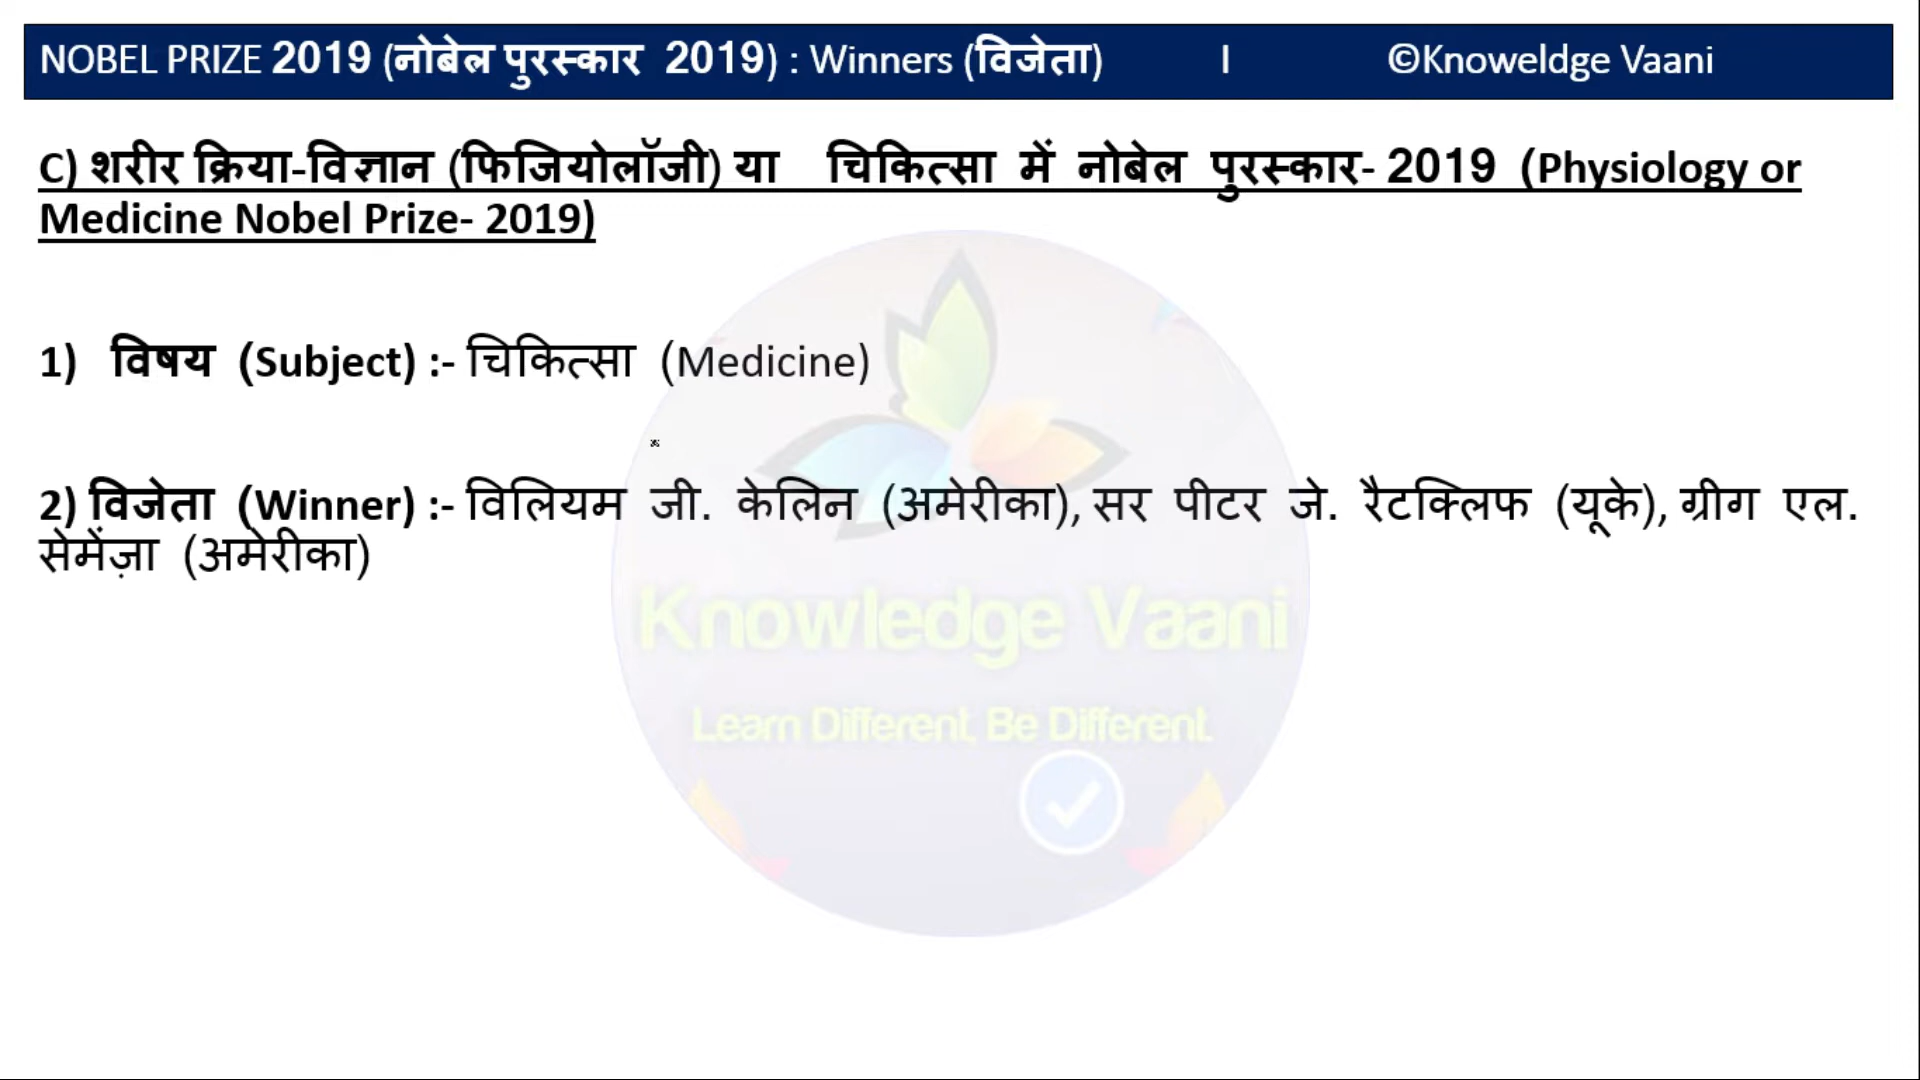 NOBEL PRIZE 2019 (नोबेल पुरस्कार 2019) : Winners (विजेता) I ©Knoweldge Vaani
C) शरीर क्रिया-विज्ञान (फिजियोलॉजी) या चिकित्सा में नोबेल पुरस्कार- 2019 (Physiology or
Medicine Nobel Prize- 2019)
1) विषय (Subject) :- चिकित्सा (Medicine)
2) विजेता (Winner) :- विलियम जी. केलिन (अमेरीका), सर पीटर जे. रैटक्लिफ (यूके), ग्रीग एल.
सेमेंज़ा (अमेरीका)
Knowledge Vaani
Learn Different, Be Different.